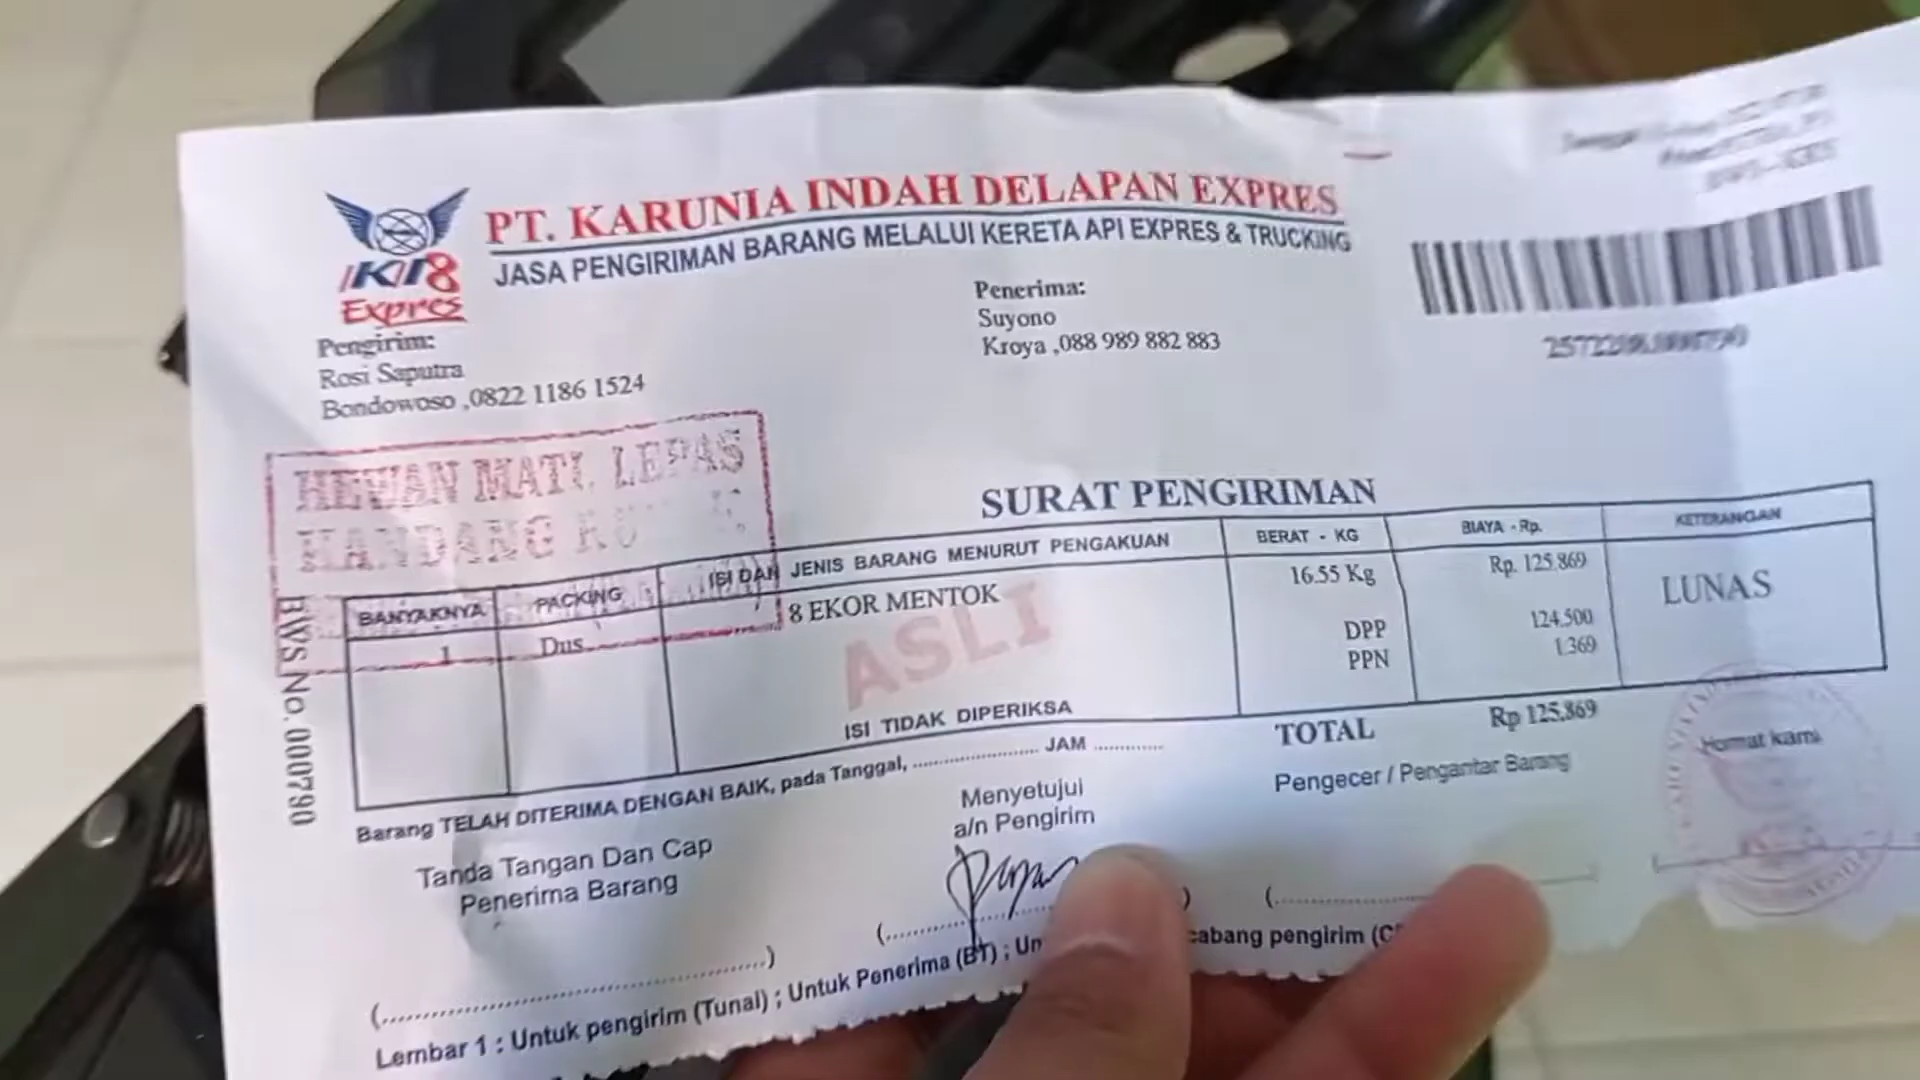 PT. KARUNIA INDAH DELAPAN EXPRES
JASA PENGIRIMAN BARANG MELALUI KERETA API EXPRES & TRUCKING
KI8
Expres
Pengirim:
Rosi Saputra
Bondowoso ,0822 1186 1524
Penerima:
Suyono
Kroya ,088 989 882 883
HEWAN MATI. LEPAS
SURAT PENGIRIMAN
BANYAKNYA PACKING ISI DAN JENIS BARANG MENURUT PENGAKUAN BERAT - KG BIAYA - Rp. KETERANGAN
1 Dus 8 EKOR MENTOK 16.55 Kg Rp. 125.869 LUNAS
DPP 124.500
PPN 1.369
ASLI
ISI TIDAK DIPERIKSA
TOTAL Rp 125.869
BWS.No.000790
Barang TELAH DITERIMA DENGAN BAIK, pada Tanggal, ........................ JAM .............
Tanda Tangan Dan Cap
Penerima Barang
Menyetujui
a/n Pengirim
Pengecer / Pengantar Barang
Hormat kami
Lembar 1 : Untuk pengirim (Tunai) ; Untuk Penerima (BT) ; cabang pengirim